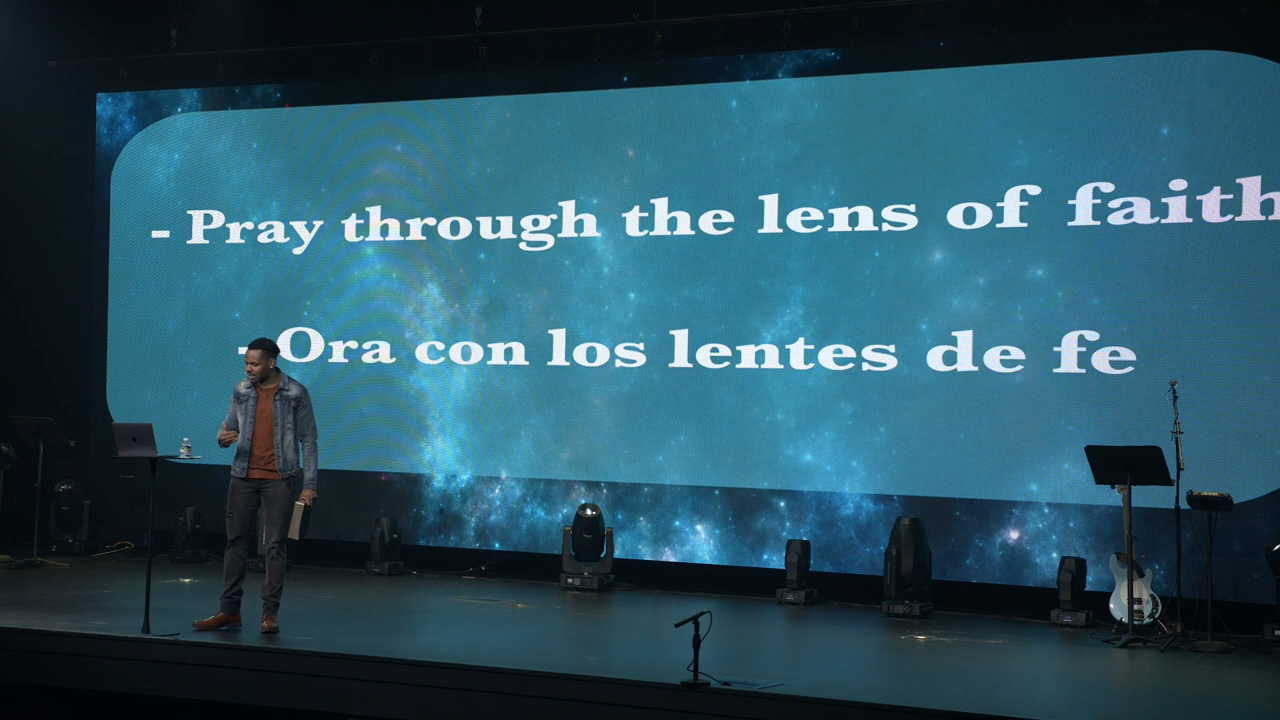 - Pray through the lens of faith
- Ora con los lentes de fe